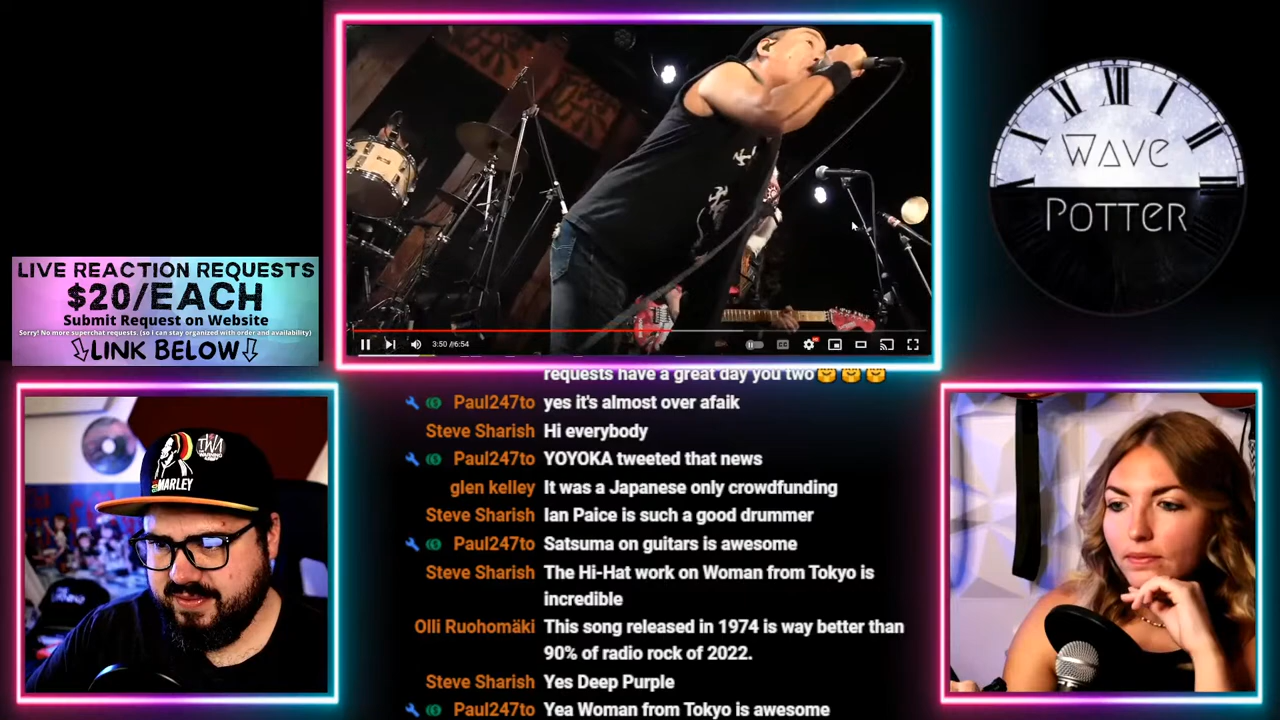 LIVE REACTION REQUESTS
$20/EACH
Submit Request on Website
Sorry! No more superchat requests. (so I can stay organized with order and availability)
LINK BELOW
3:50 / 6:54
WAVE
POTTER
MARLEY
requests have a great day you two
Paul247to yes it's almost over afaik
Steve Sharish Hi everybody
Paul247to YOYOKA tweeted that news
glen kelley It was a Japanese only crowdfunding
Steve Sharish Ian Paice is such a good drummer
Paul247to Satsuma on guitars is awesome
Steve Sharish The Hi-Hat work on Woman from Tokyo is
incredible
Olli Ruohomäki This song released in 1974 is way better than
90% of radio rock of 2022.
Steve Sharish Yes Deep Purple
Paul247to Yea Woman from Tokyo is awesome